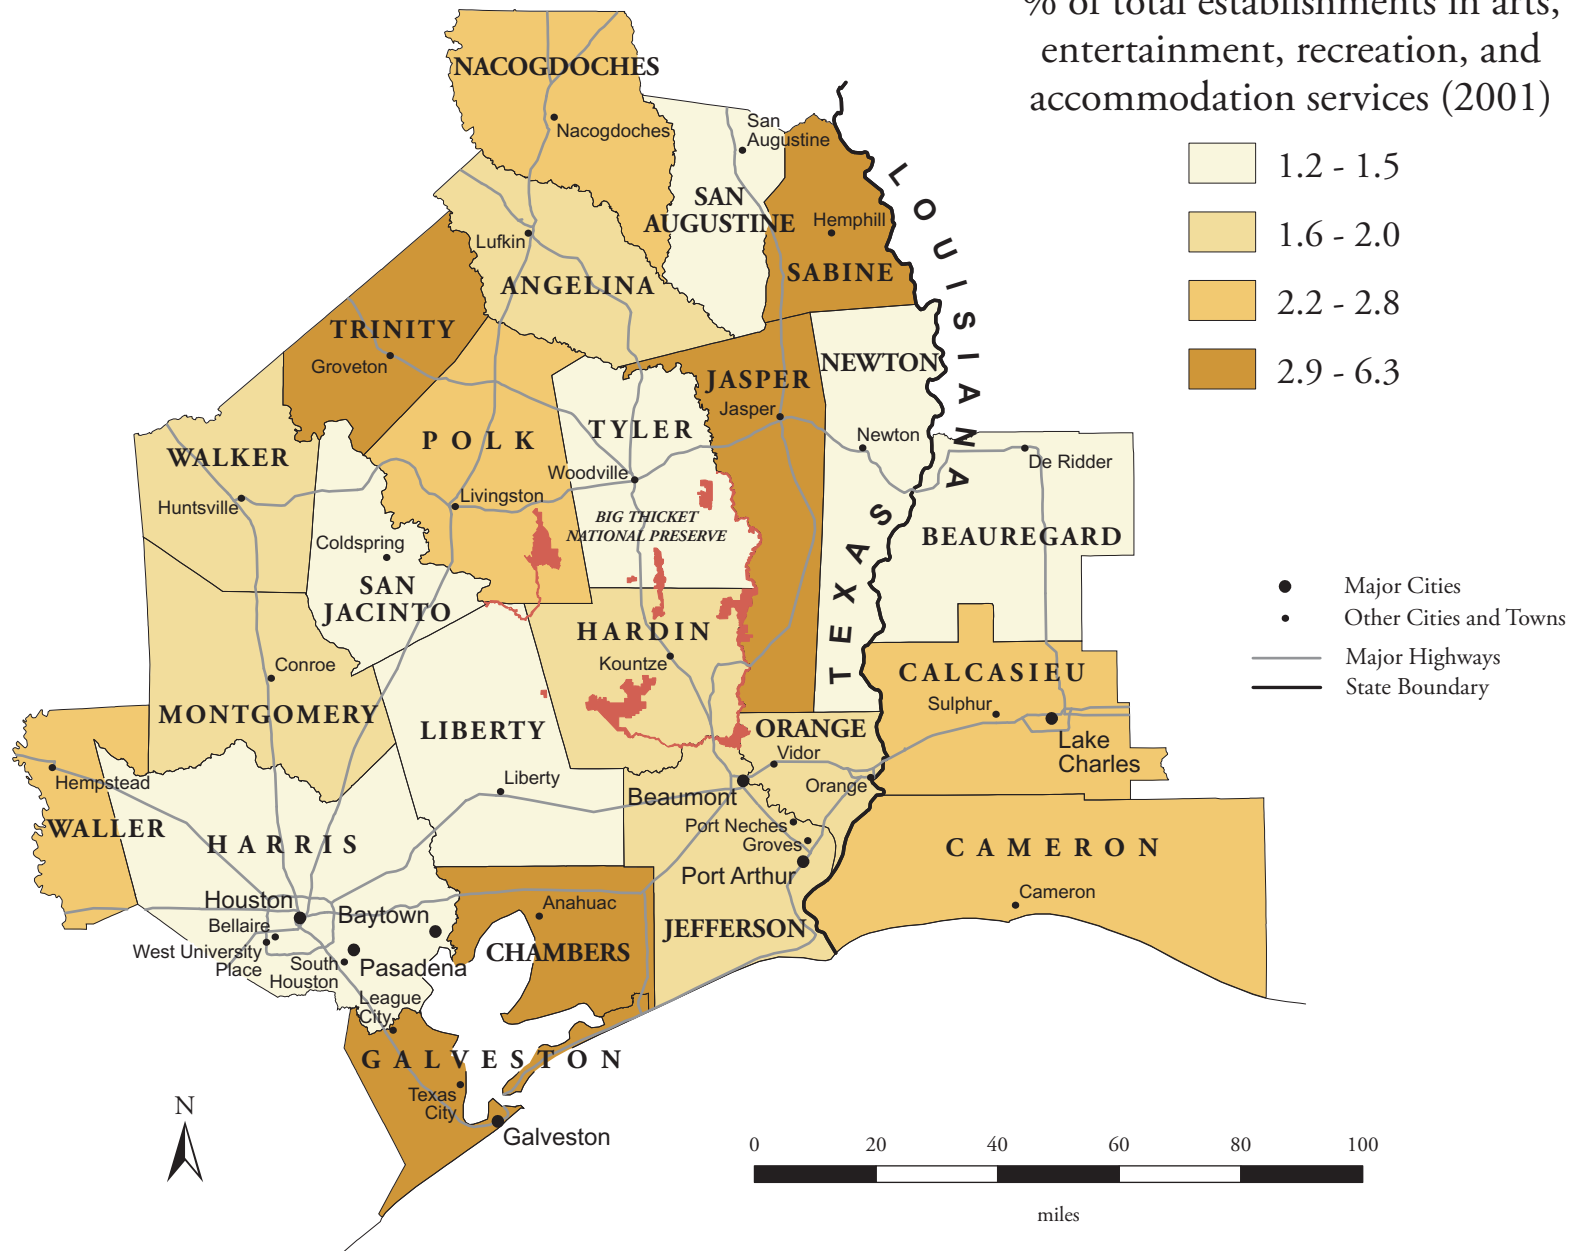 % of total establishments in arts,
entertainment, recreation, and
accommodation services (2001)
1.2 - 1.5
1.6 - 2.0
2.2 - 2.8
2.9 - 6.3
NACOGDOCHES
Nacogdoches
San
Augustine
SAN
AUGUSTINE
Hemphill
SABINE
LOUISIANA
Lufkin
ANGELINA
TRINITY
Groveton
JASPER
Jasper
NEWTON
Newton
POLK
Livingston
TYLER
Woodville
BIG THICKET
NATIONAL PRESERVE
WALKER
Huntsville
Coldspring
SAN
JACINTO
De Ridder
BEAUREGARD
TEXAS
HARDIN
Kountze
Conroe
MONTGOMERY
LIBERTY
Liberty
ORANGE
Vidor
Orange
CALCASIEU
Sulphur
Lake
Charles
Hempstead
WALLER
HARRIS
Houston
Bellaire
West University
Place
Baytown
Pasadena
South
Houston
League
City
Beaumont
Port Neches
Groves
Port Arthur
JEFFERSON
CAMERON
Cameron
Anahuac
CHAMBERS
GALVESTON
Texas
City
Galveston
Major Cities
Other Cities and Towns
Major Highways
State Boundary
N
0 20 40 60 80 100
miles